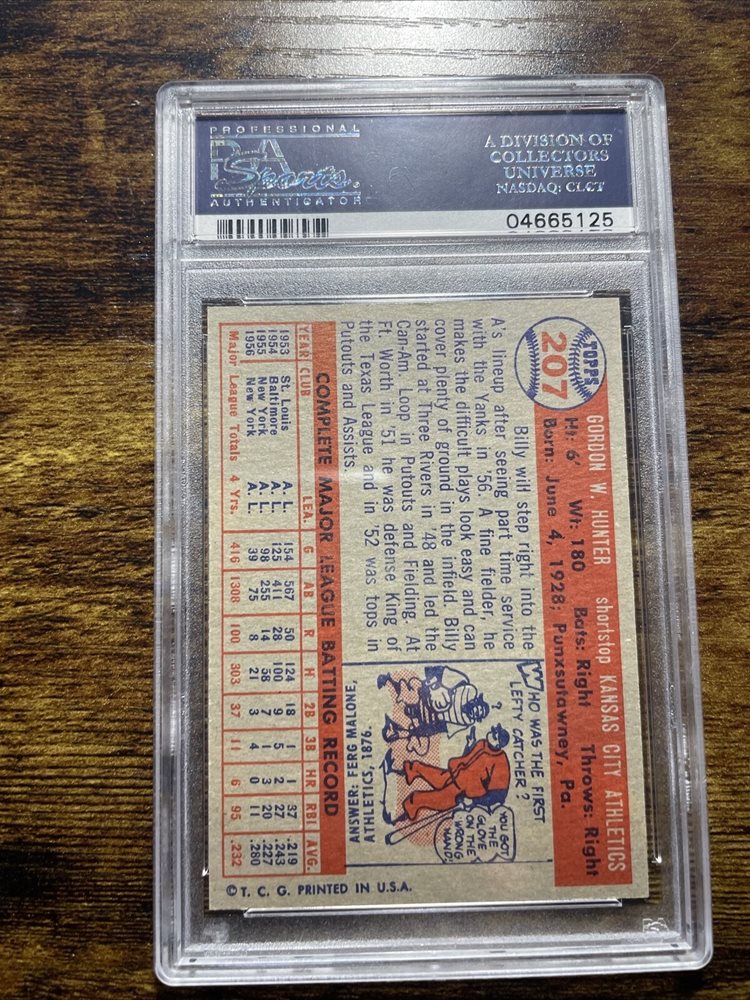 PROFESSIONAL
PSA
Sports
AUTHENTICATOR
A DIVISION OF
COLLECTORS
UNIVERSE
NASDAQ: CLCT
04665125
TOPPS
207
GORDON W. HUNTER shortstop KANSAS CITY ATHLETICS
Ht: 6' Wt: 180 Bats: Right Throws: Right
Born: June 4, 1928; Punxsutawney, Pa.
Billy will step right into the
A's lineup after seeing part time service
with the Yanks in '56 A fine fielder, he
makes the difficult plays look easy and can
cover plenty of ground in the infield. Billy
started at Three Rivers in '48 and led the
Can-Am. Loop in Putouts and Fielding. At
Ft. Worth in '51 he was defense King of
the Texas League and in '52 was tops in
Putouts and Assists.
WHO WAS THE FIRST
LEFTY CATCHER?
?
YOU GOT
THE
GLOVE
ON THE
WRONG
HAND!
ANSWER: FERG MALONE,
ATHLETICS, 1876.
COMPLETE MAJOR LEAGUE BATTING RECORD
YEAR CLUB LEA. G AB R H 2B 3B HR RBI AVG.
1953 St. Louis A. L. 154 567 50 124 18 1 1 37 .219
1954 Baltimore A. L. 125 411 28 100 9 5 2 27 .243
1955 New York A. L. 98 255 14 58 7 1 3 20 .227
1956 New York A. L. 39 75 8 21 3 4 0 11 .280
Major League Totals 4 Yrs. 416 1308 100 303 37 11 6 95 .232
© T. C. G. PRINTED IN U.S.A.